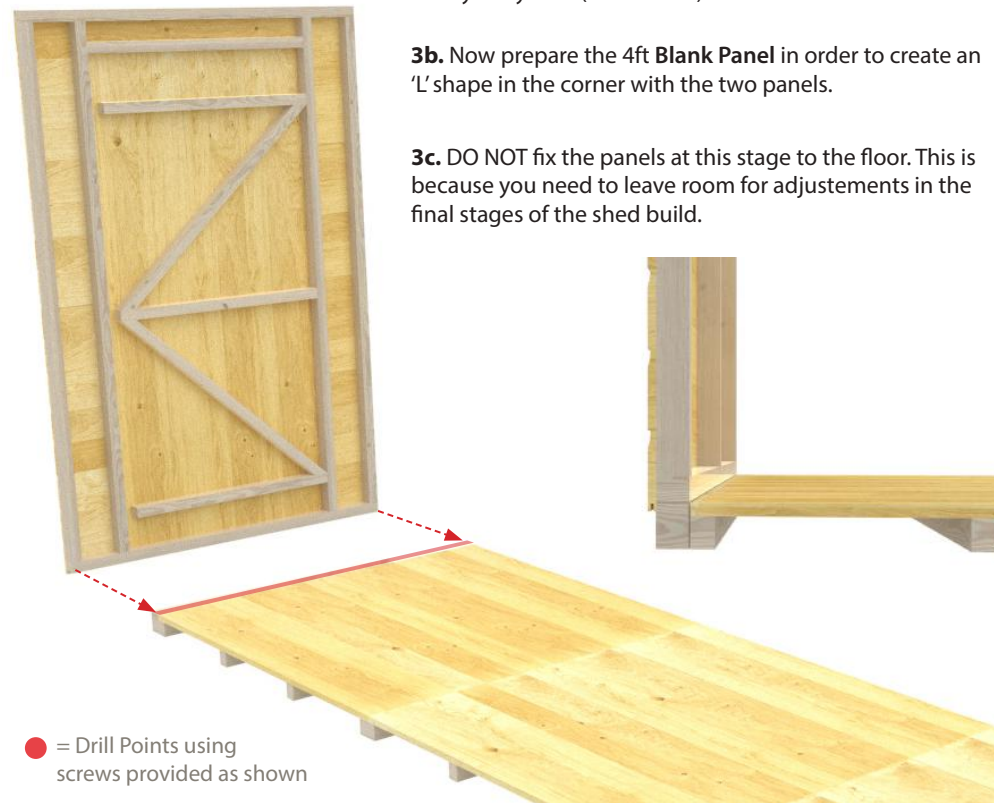 3b. Now prepare the 4ft Blank Panel in order to create an
'L' shape in the corner with the two panels.
3c. DO NOT fix the panels at this stage to the floor. This is
because you need to leave room for adjustements in the
final stages of the shed build.
= Drill Points using
screws provided as shown